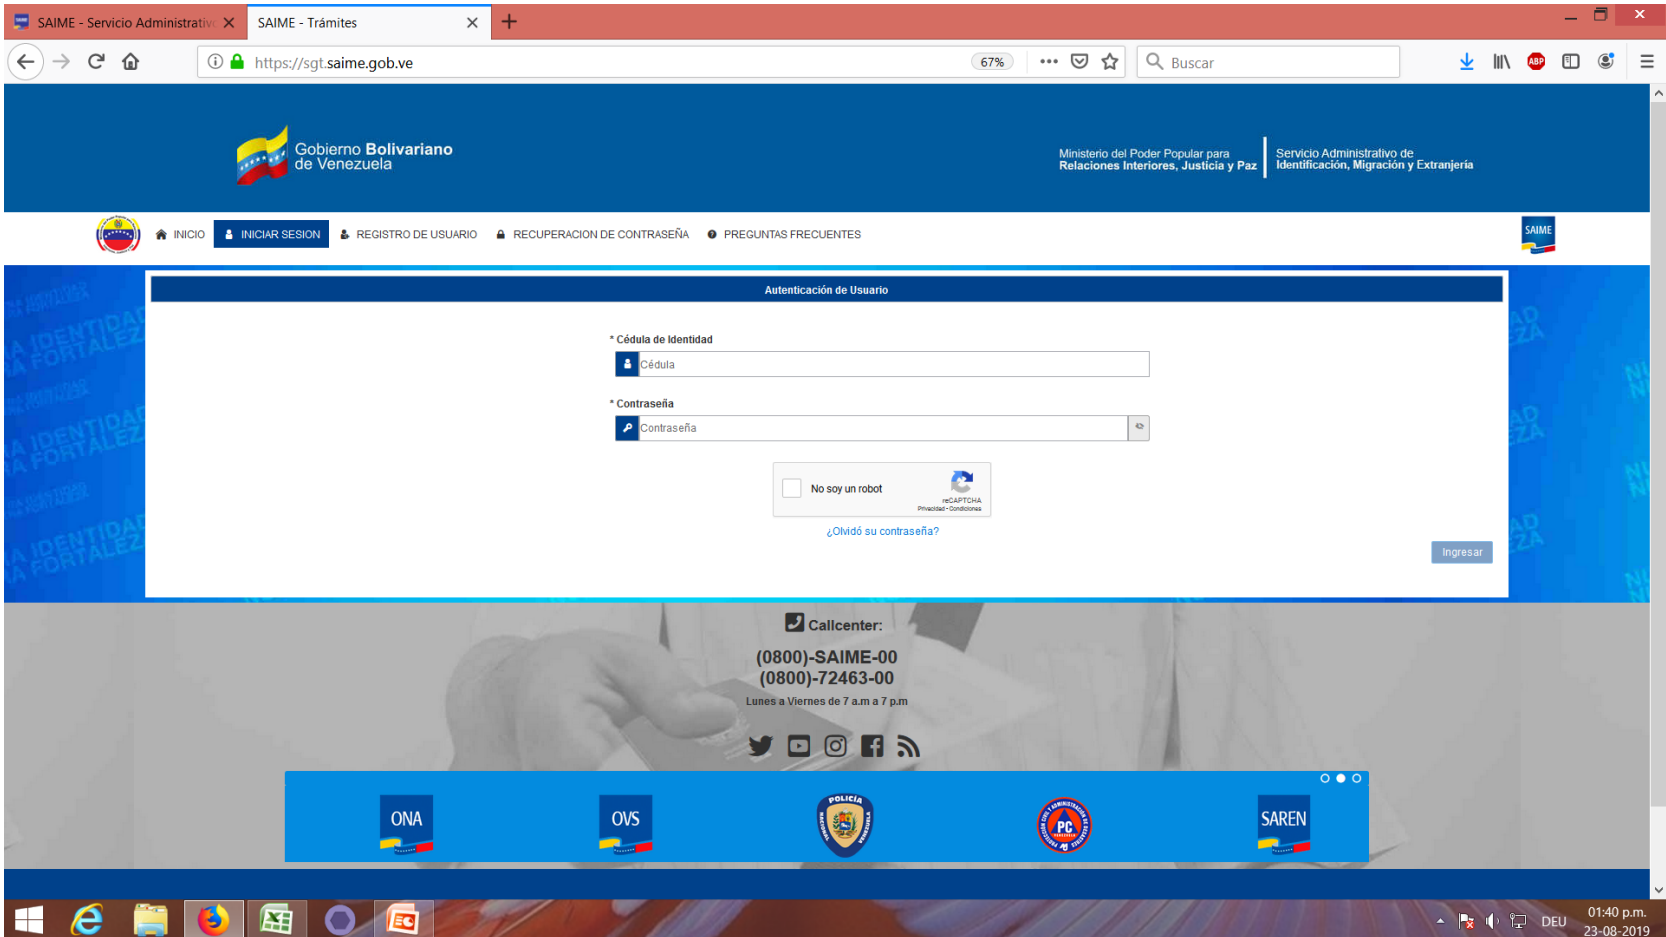 SAIME - Servicio Administrativo
SAIME - Trámites
https://sgt.saime.gob.ve
67%
Buscar
ABP
Gobierno Bolivariano
de Venezuela
Ministerio del Poder Popular para
Relaciones Interiores, Justicia y Paz
Servicio Administrativo de
Identificación, Migración y Extranjería
INICIO
INICIAR SESION
REGISTRO DE USUARIO
RECUPERACION DE CONTRASEÑA
PREGUNTAS FRECUENTES
SAIME
Autenticación de Usuario
* Cédula de Identidad
Cédula
* Contraseña
Contraseña
No soy un robot
reCAPTCHA
Privacidad - Condiciones
¿Olvidó su contraseña?
Ingresar
Callcenter:
(0800)-SAIME-00
(0800)-72463-00
Lunes a Viernes de 7 a.m a 7 p.m
ONA
OVS
POLICÍA
NACIONAL
PC
SAREN
DEU
01:40 p.m.
23-08-2019